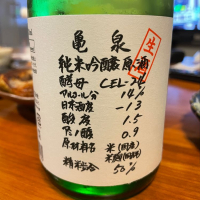 亀泉
生
純米吟醸原酒
酵母 CEL-24
アルコール分 14%
日本酒度 -13
酸度 1.5
アミノ酸 0.9
原材料名 米(国産)
米麹(国産米)
精米歩合 50%